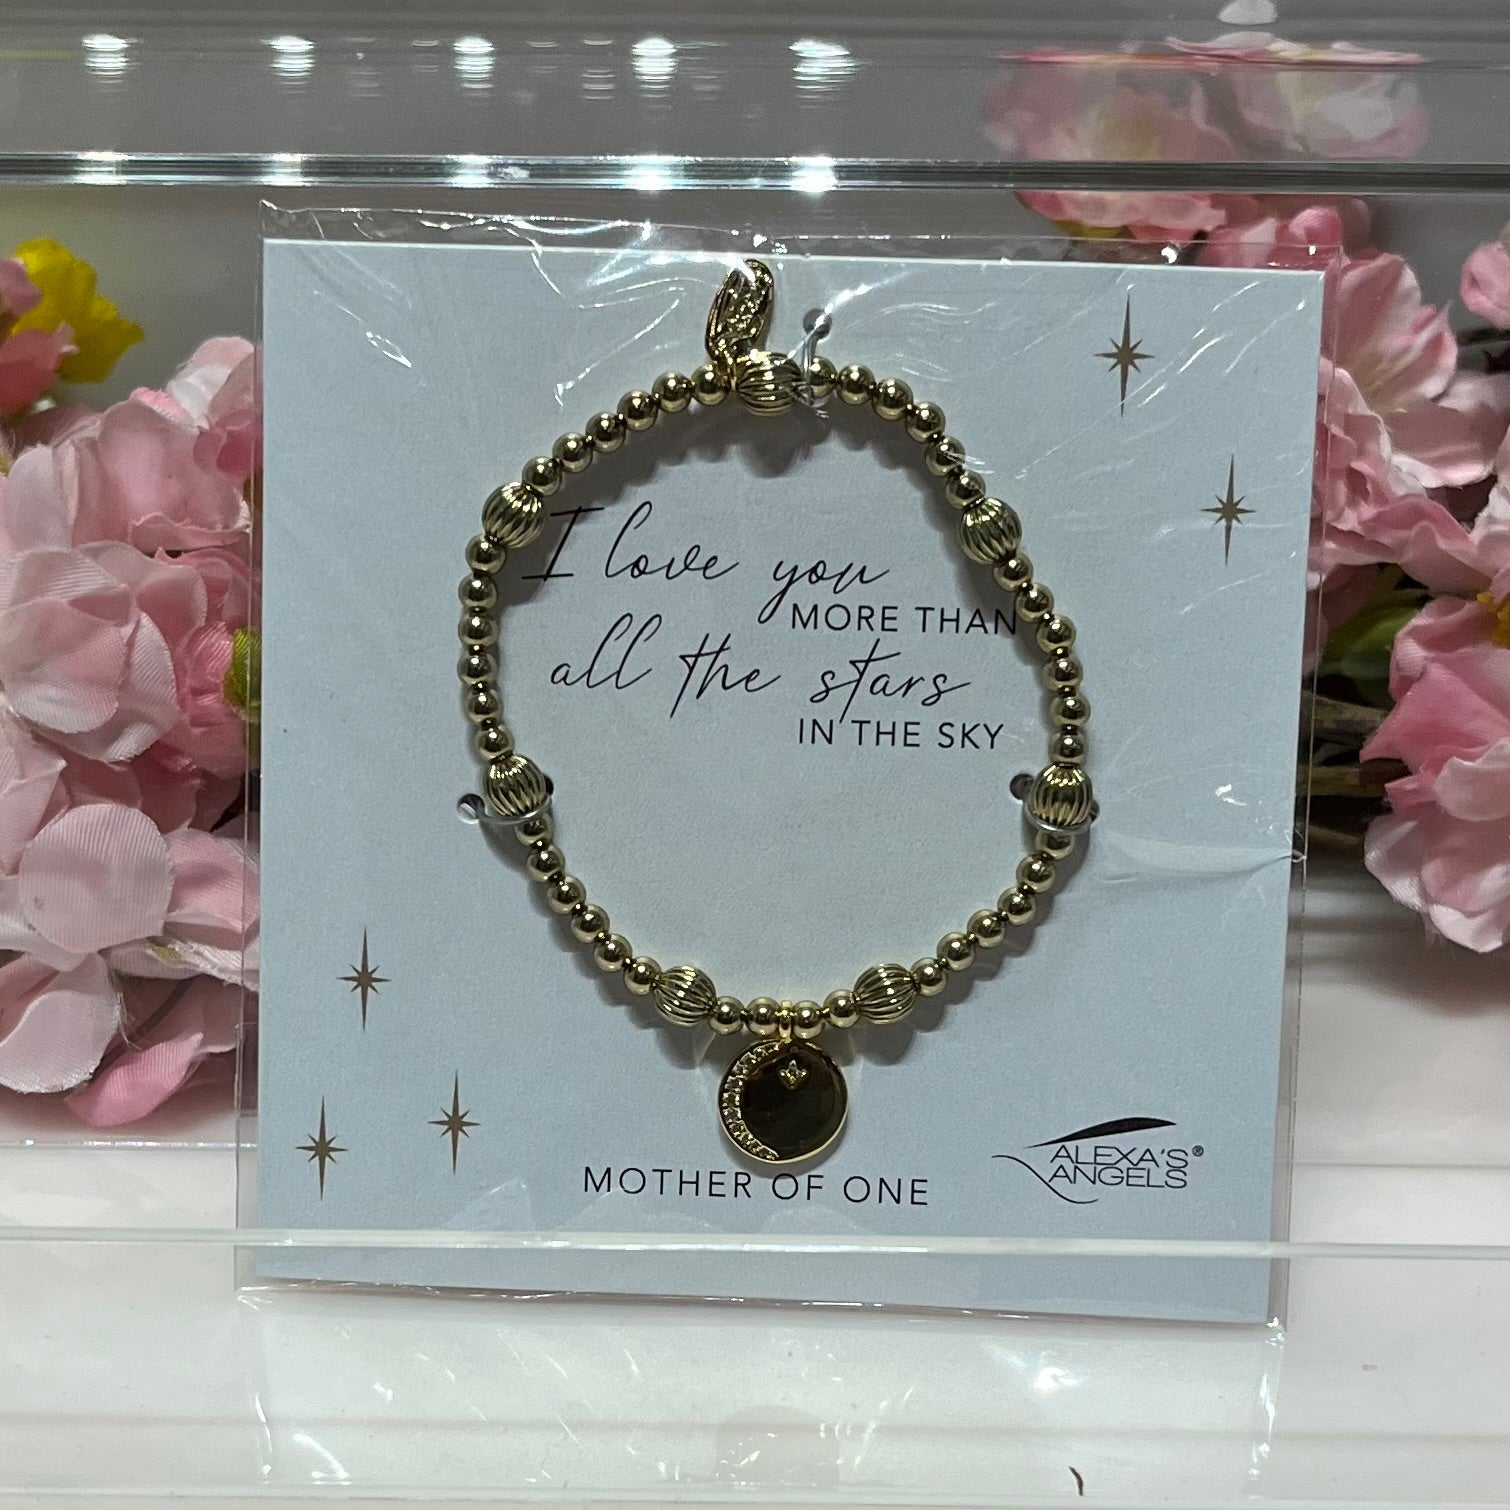 I love you
MORE THAN
all the stars
IN THE SKY
MOTHER OF ONE
ALEXA'S®
ANGELS